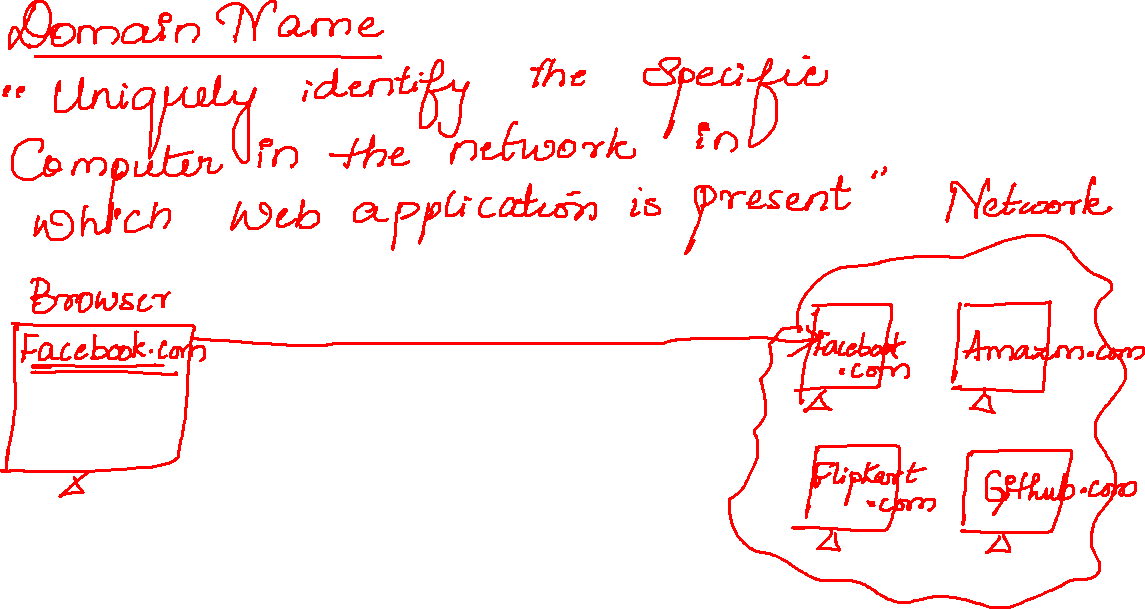 Domain Name
"Uniquely identify the Specific
Computer in the network in
which Web application is present"
Network
Browser
Facebook.com
Facebook
.com
Amazon.com
Flipkart
.com
Github.com